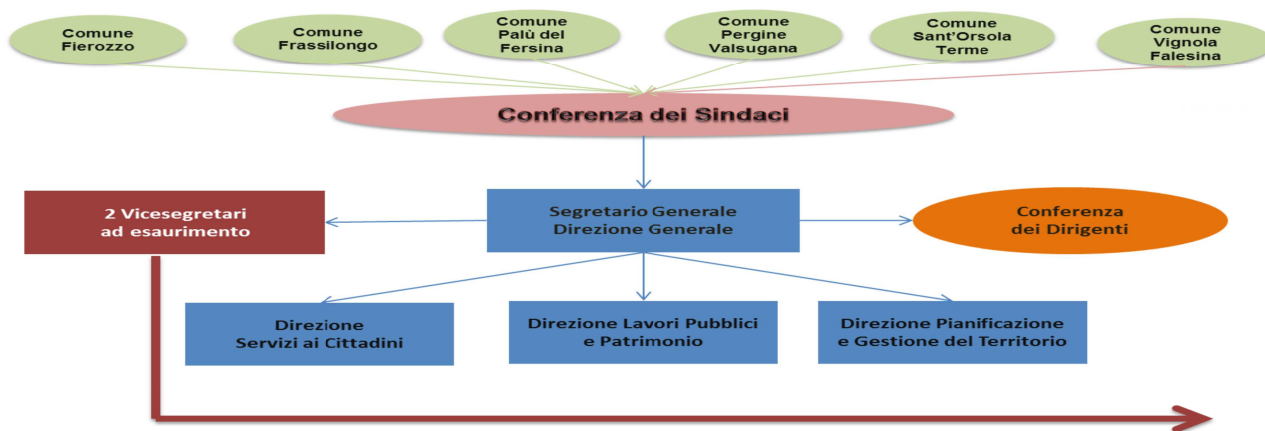 Comune
Fierozzo
Comune
Frassilongo
Comune
Palù del
Fersina
Comune
Pergine
Valsugana
Comune
Sant'Orsola
Terme
Comune
Vignola
Falesina
Conferenza dei Sindaci
2 Vicesegretari
ad esaurimento
Segretario Generale
Direzione Generale
Conferenza
dei Dirigenti
Direzione
Servizi ai Cittadini
Direzione Lavori Pubblici
e Patrimonio
Direzione Pianificazione
e Gestione del Territorio